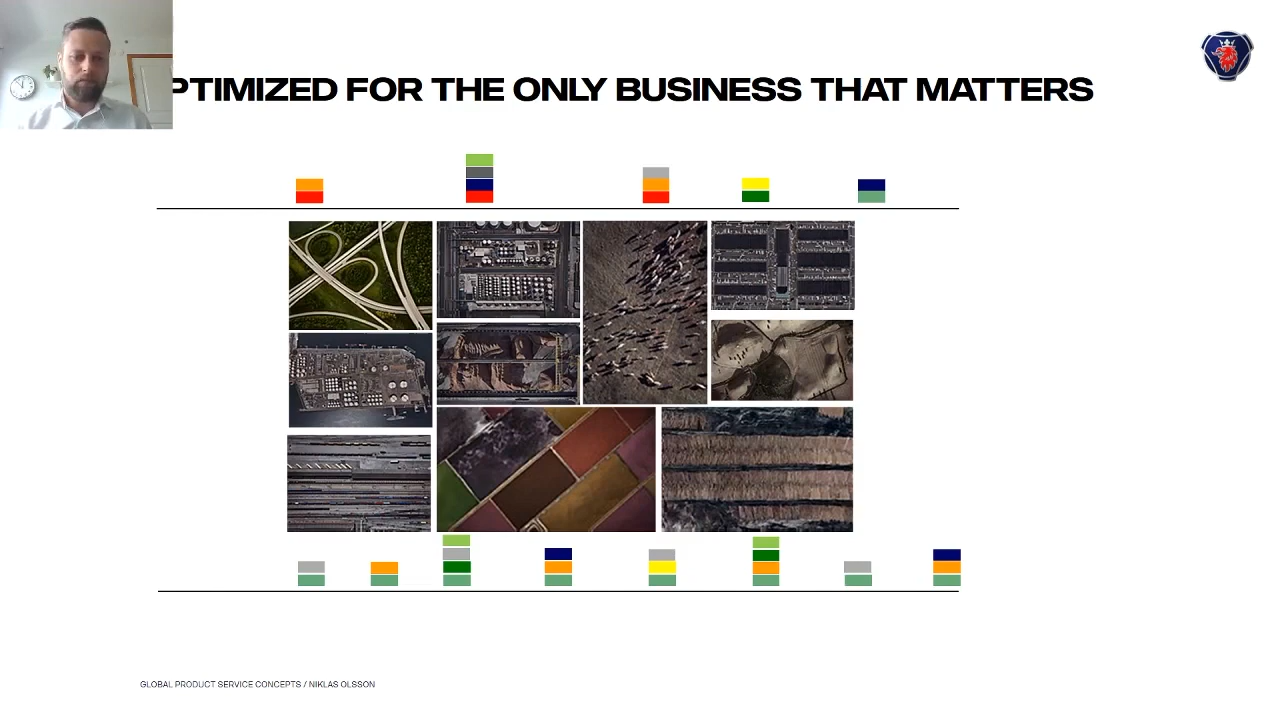 PTIMIZED FOR THE ONLY BUSINESS THAT MATTERS
GLOBAL PRODUCT SERVICE CONCEPTS / NIKLAS OLSSON